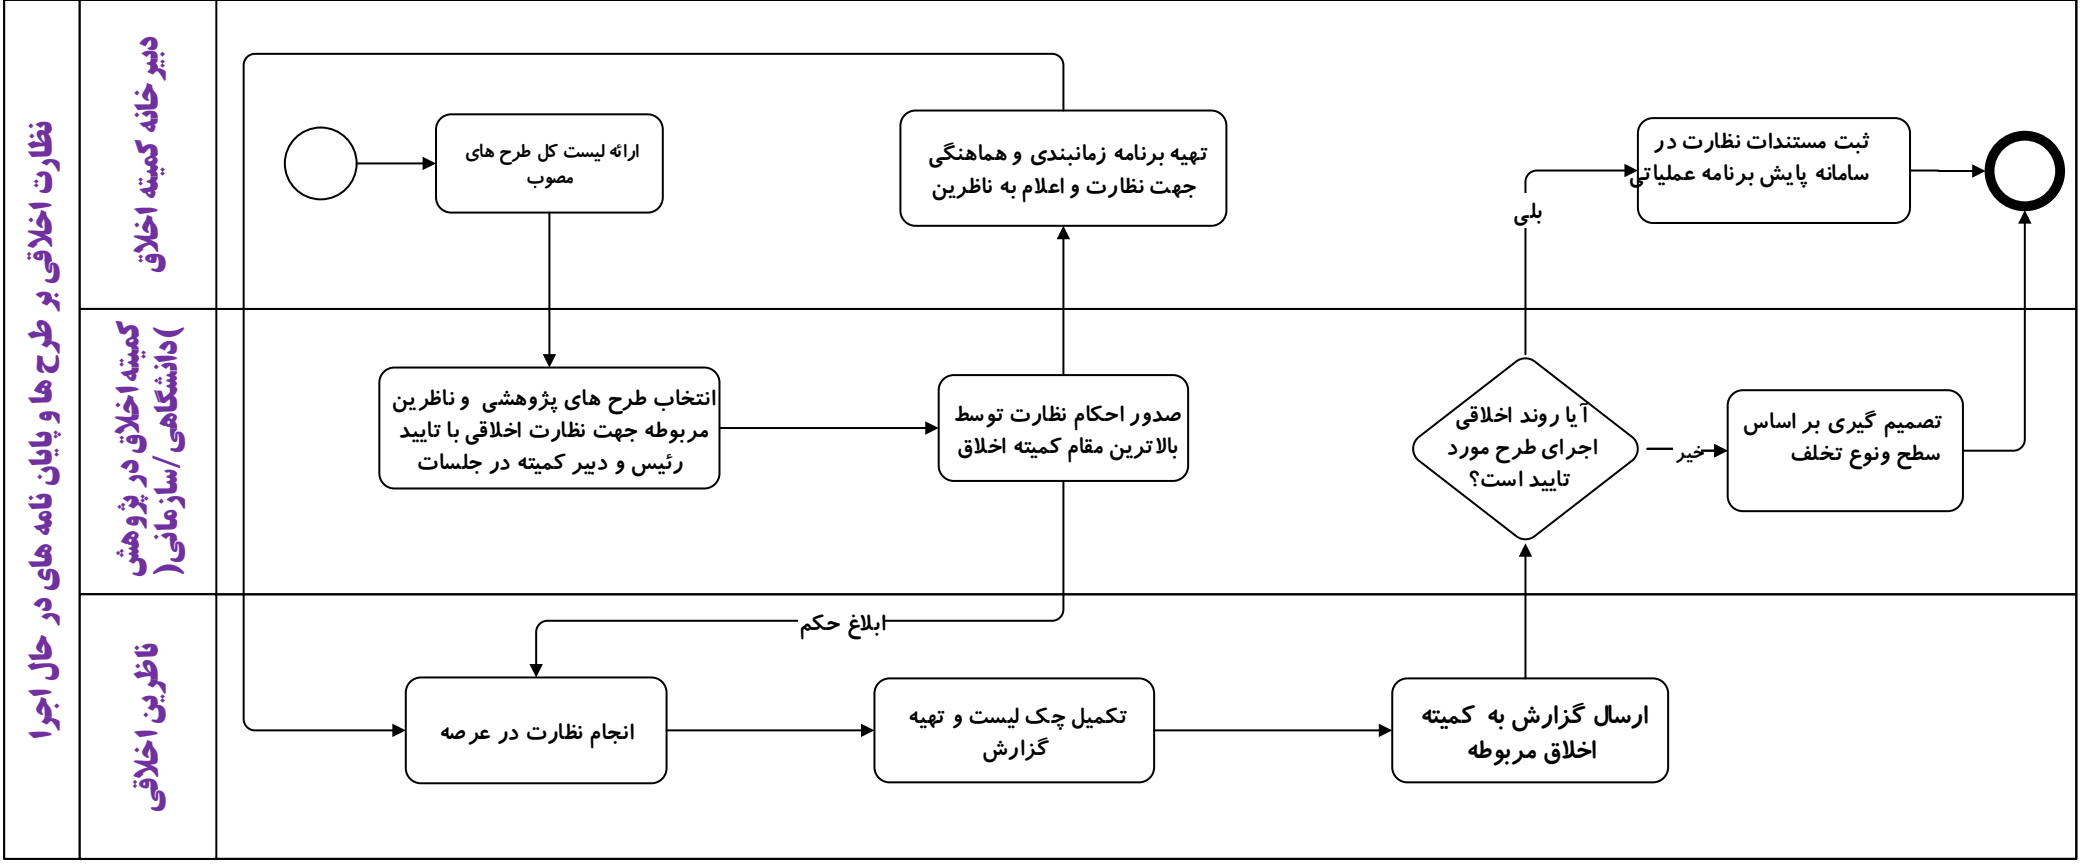 نظارت اخلاقی بر طرح ها و پایان نامه های در حال اجرا
دبیر خانه کمیته اخلاق
ارائه لیست کل طرح های
مصوب
تهیه برنامه زمانبندی و هماهنگی
جهت نظارت و اعلام به ناظرین
ثبت مستندات نظارت در
سامانه پایش برنامه عملیاتی
بلی
کمیته اخلاق در پژوهش
)دانشگاهی /سازمانی(
انتخاب طرح های پژوهشی و ناظرین
مربوطه جهت نظارت اخلاقی با تایید
رئیس و دبیر کمیته در جلسات
صدور احکام نظارت توسط
بالاترین مقام کمیته اخلاق
آیا روند اخلاقی
اجرای طرح مورد
تایید است؟
خیر
تصمیم گیری بر اساس
سطح ونوع تخلف
ناظرین اخلاقی
ابلاغ حکم
انجام نظارت در عرصه
تکمیل چک لیست و تهیه
گزارش
ارسال گزارش به کمیته
اخلاق مربوطه